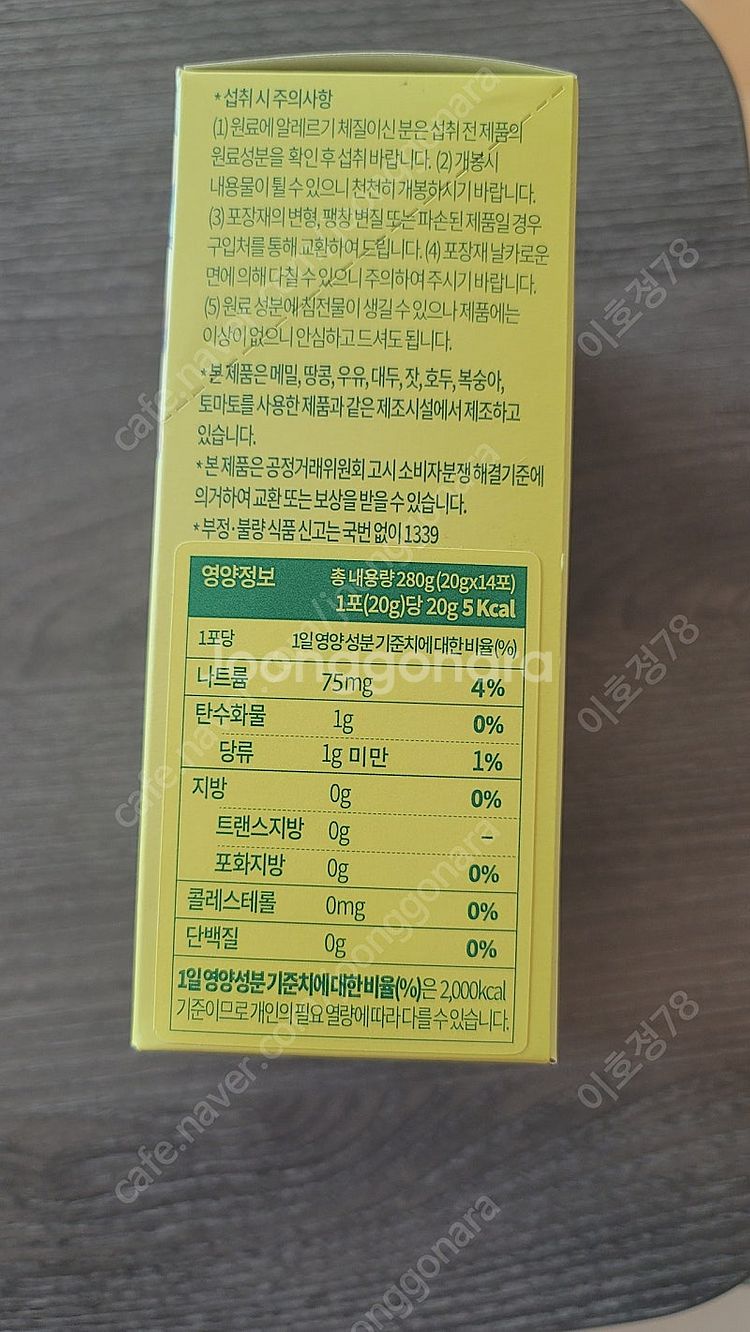 *섭취 시 주의사항
(1) 원료에 알레르기 체질이신 분은 섭취 전 제품의
원료성분을 확인 후 섭취 바랍니다. (2) 개봉시
내용물이 튈 수 있으니 천천히 개봉하시기 바랍니다.
(3) 포장재의 변형, 팽창 변질 또는 파손된 제품일 경우
구입처를 통해 교환하여 드립니다. (4) 포장재 날카로운
면에 의해 다칠 수 있으니 주의하여 주시기 바랍니다.
(5) 원료 성분에 침전물이 생길 수 있으나 제품에는
이상이 없으니 안심하고 드셔도 됩니다.
*본 제품은 메밀, 땅콩, 우유, 대두, 잣, 호두, 복숭아,
토마토를 사용한 제품과 같은 제조시설에서 제조하고
있습니다.
*본 제품은 공정거래위원회 고시 소비자분쟁 해결기준에
의거하여 교환 또는 보상을 받을 수 있습니다.
*부정·불량 식품 신고는 국번 없이 1339
영양정보 총 내용량 280g (20gx14포)
1포(20g)당 20g 5 Kcal
1포당 1일 영양성분 기준치에 대한 비율(%)
나트륨 75mg 4%
탄수화물 1g 0%
당류 1g 미만 1%
지방 0g 0%
트랜스지방 0g –
포화지방 0g 0%
콜레스테롤 0mg 0%
단백질 0g 0%
1일 영양성분 기준치에 대한 비율(%)은 2,000kcal
기준이므로 개인의 필요 열량에 따라 다를 수 있습니다.
joonggonara
이호정78
이호정78
이호정78